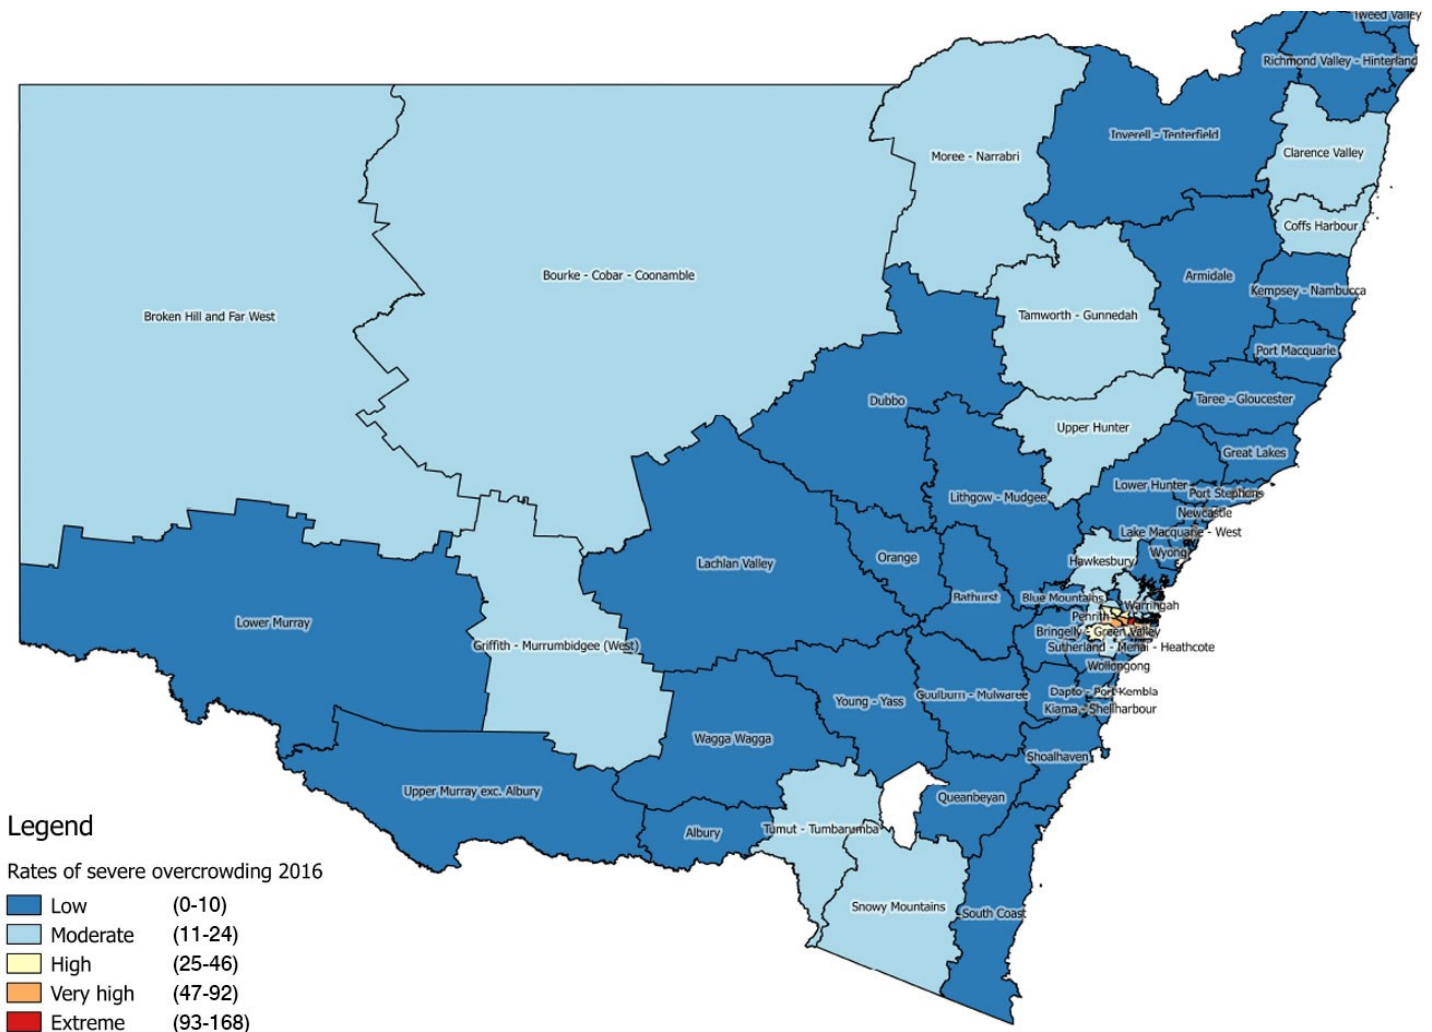 Tweed Valley
Richmond Valley - Hinterland
Inverell - Tenterfield
Moree - Narrabri
Clarence Valley
Coffs Harbour
Bourke - Cobar - Coonamble
Armidale
Kempsey - Nambucca
Broken Hill and Far West
Tamworth - Gunnedah
Port Macquarie
Dubbo
Taree - Gloucester
Upper Hunter
Great Lakes
Lower Hunter
Port Stephens
Lithgow - Mudgee
Newcastle
Lake Macquarie - West
Wyong
Orange
Hawkesbury
Lachlan Valley
Bathurst
Blue Mountains
Warringah
Penrith
Lower Murray
Bringelly - Green Valley
Griffith - Murrumbidgee (West)
Sutherland - Menai - Heathcote
Wollongong
Dapto - Port Kembla
Goulburn - Mulwaree
Young - Yass
Kiama - Shellharbour
Wagga Wagga
Shoalhaven
Upper Murray exc. Albury
Queanbeyan
Tumut - Tumbarumba
Albury
Snowy Mountains
South Coast
Legend
Rates of severe overcrowding 2016
Low (0-10)
Moderate (11-24)
High (25-46)
Very high (47-92)
Extreme (93-168)